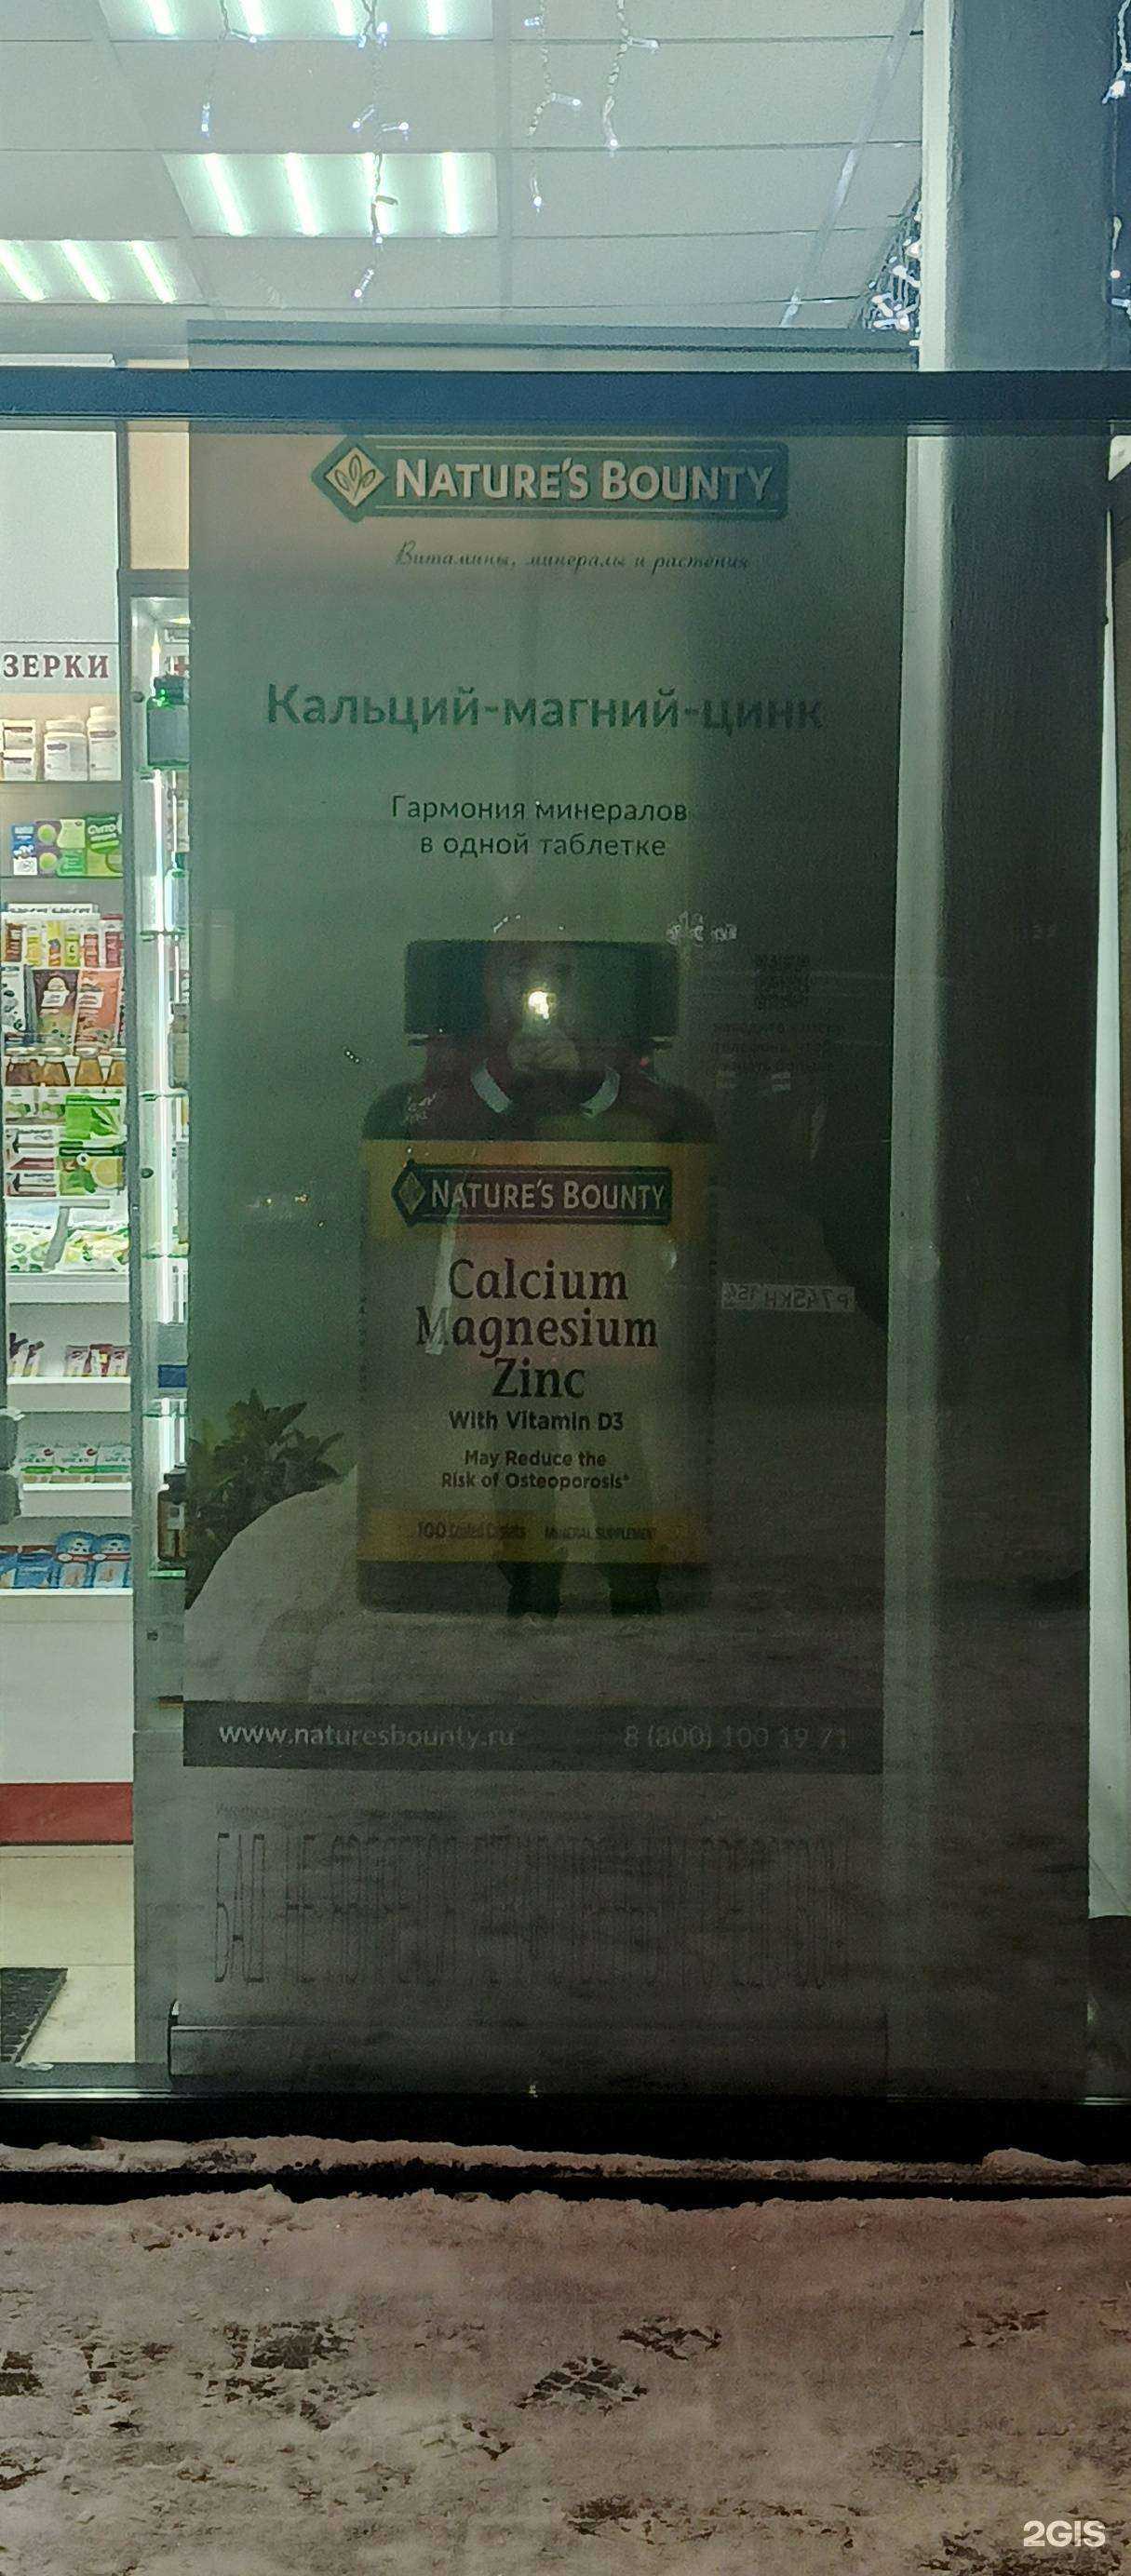 NATURE'S BOUNTY
Витамины, минералы и растения
ЗЕРКИ
Кальций-магний-цинк
Гармония минералов
в одной таблетке
NATURE'S BOUNTY
Calcium
Magnesium
Zinc
With Vitamin D3
May Reduce the
Risk of Osteoporosis*
100 Coated Caplets MINERAL SUPPLEMENT
www.naturesbounty.ru 8 (800) 100 19 71
2GIS